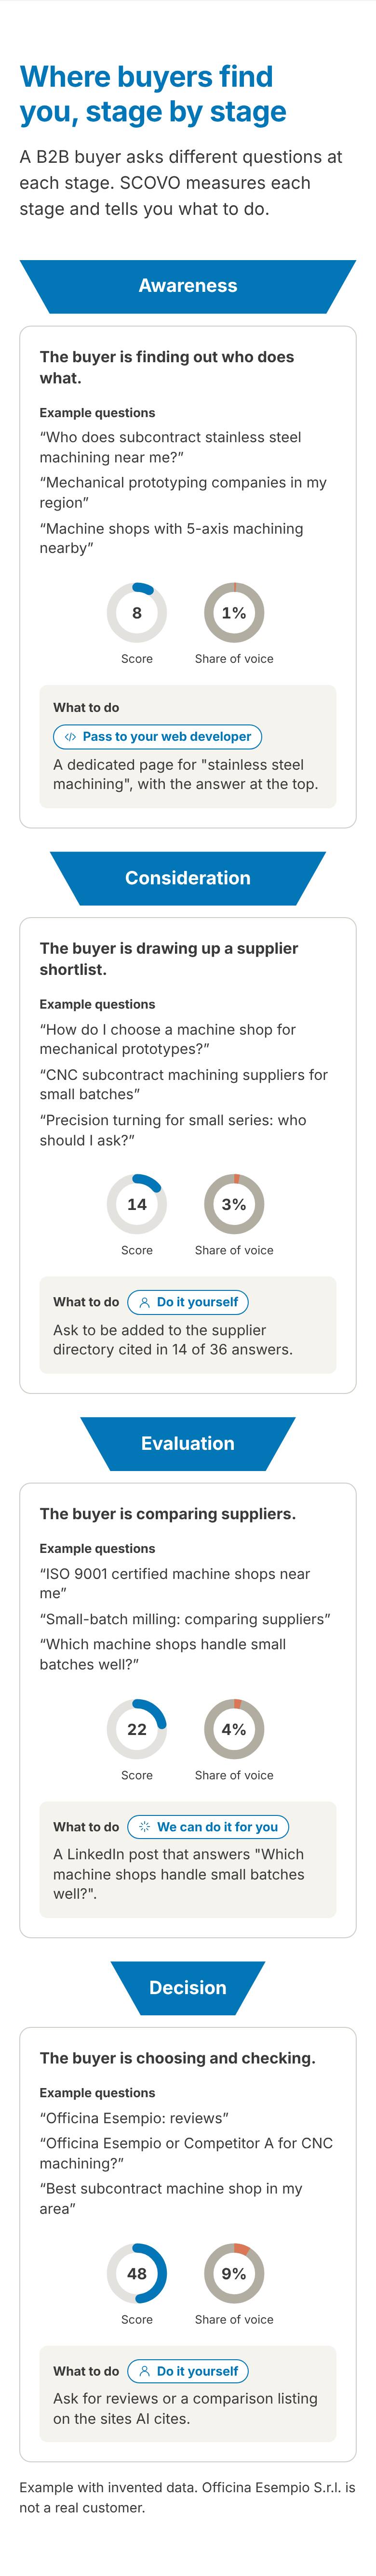 Where buyers find
you, stage by stage
A B2B buyer asks different questions at
each stage. SCOVO measures each
stage and tells you what to do.
Awareness
The buyer is finding out who does
what.
Example questions
“Who does subcontract stainless steel
machining near me?”
“Mechanical prototyping companies in my
region”
“Machine shops with 5-axis machining
nearby”
8
1%
Score
Share of voice
What to do
Pass to your web developer
A dedicated page for "stainless steel
machining", with the answer at the top.
Consideration
The buyer is drawing up a supplier
shortlist.
Example questions
“How do I choose a machine shop for
mechanical prototypes?”
“CNC subcontract machining suppliers for
small batches”
“Precision turning for small series: who
should I ask?”
14
3%
Score
Share of voice
What to do
Do it yourself
Ask to be added to the supplier
directory cited in 14 of 36 answers.
Evaluation
The buyer is comparing suppliers.
Example questions
“ISO 9001 certified machine shops near
me”
“Small-batch milling: comparing suppliers”
“Which machine shops handle small
batches well?”
22
4%
Score
Share of voice
What to do
We can do it for you
A LinkedIn post that answers "Which
machine shops handle small batches
well?".
Decision
The buyer is choosing and checking.
Example questions
“Officina Esempio: reviews”
“Officina Esempio or Competitor A for CNC
machining?”
“Best subcontract machine shop in my
area”
48
9%
Score
Share of voice
What to do
Do it yourself
Ask for reviews or a comparison listing
on the sites AI cites.
Example with invented data. Officina Esempio S.r.l. is
not a real customer.